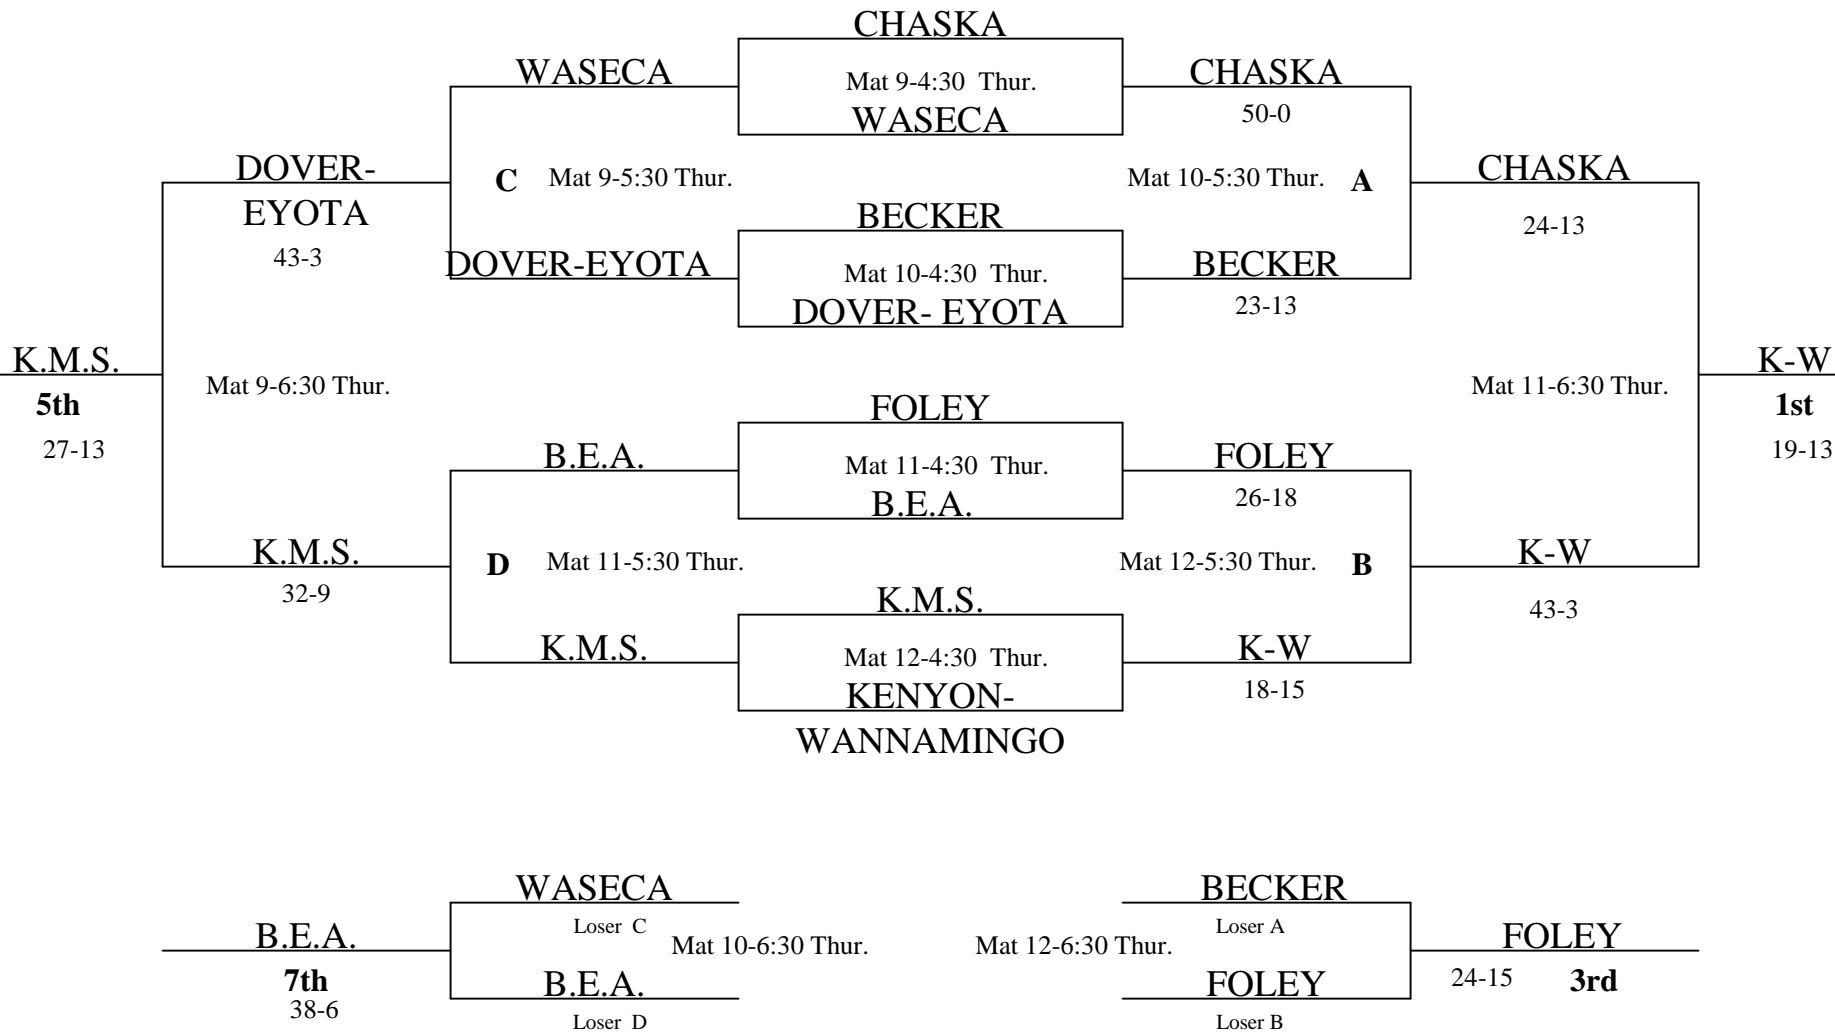 CHASKA
WASECA
Mat 9-4:30 Thur.
CHASKA
WASECA
50-0
DOVER-
EYOTA
43-3
C
Mat 9-5:30 Thur.
Mat 10-5:30 Thur.
A
CHASKA
24-13
BECKER
DOVER-EYOTA
Mat 10-4:30 Thur.
BECKER
DOVER- EYOTA
23-13
K.M.S.
5th
27-13
Mat 9-6:30 Thur.
Mat 11-6:30 Thur.
K-W
1st
19-13
FOLEY
B.E.A.
Mat 11-4:30 Thur.
FOLEY
B.E.A.
26-18
K.M.S.
32-9
D
Mat 11-5:30 Thur.
Mat 12-5:30 Thur.
B
K-W
43-3
K.M.S.
K.M.S.
Mat 12-4:30 Thur.
K-W
KENYON-
WANNAMINGO
18-15
WASECA
Loser C
BECKER
Loser A
B.E.A.
7th
38-6
Mat 10-6:30 Thur.
Mat 12-6:30 Thur.
FOLEY
24-15
3rd
B.E.A.
Loser D
FOLEY
Loser B